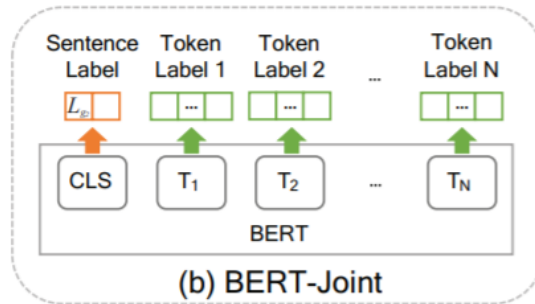 Sentence Label
Token Label 1
Token Label 2
...
Token Label N
...
...
...
CLS
T1
T2
...
TN
BERT
(b) BERT-Joint